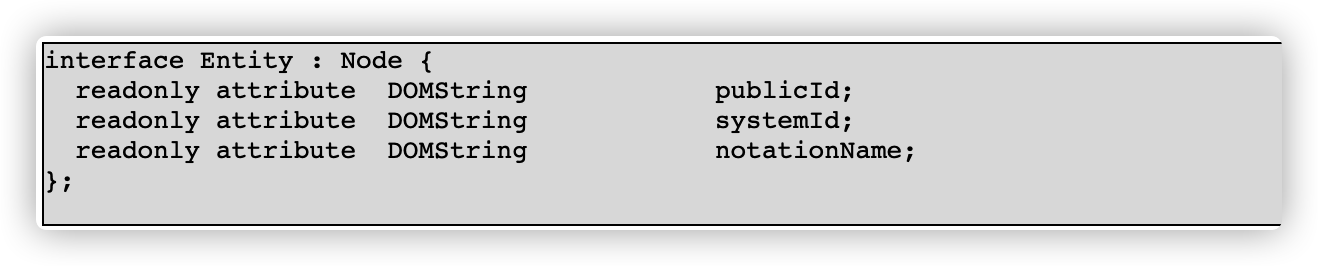 interface Entity : Node {
  readonly attribute  DOMString            publicId;
  readonly attribute  DOMString            systemId;
  readonly attribute  DOMString            notationName;
};